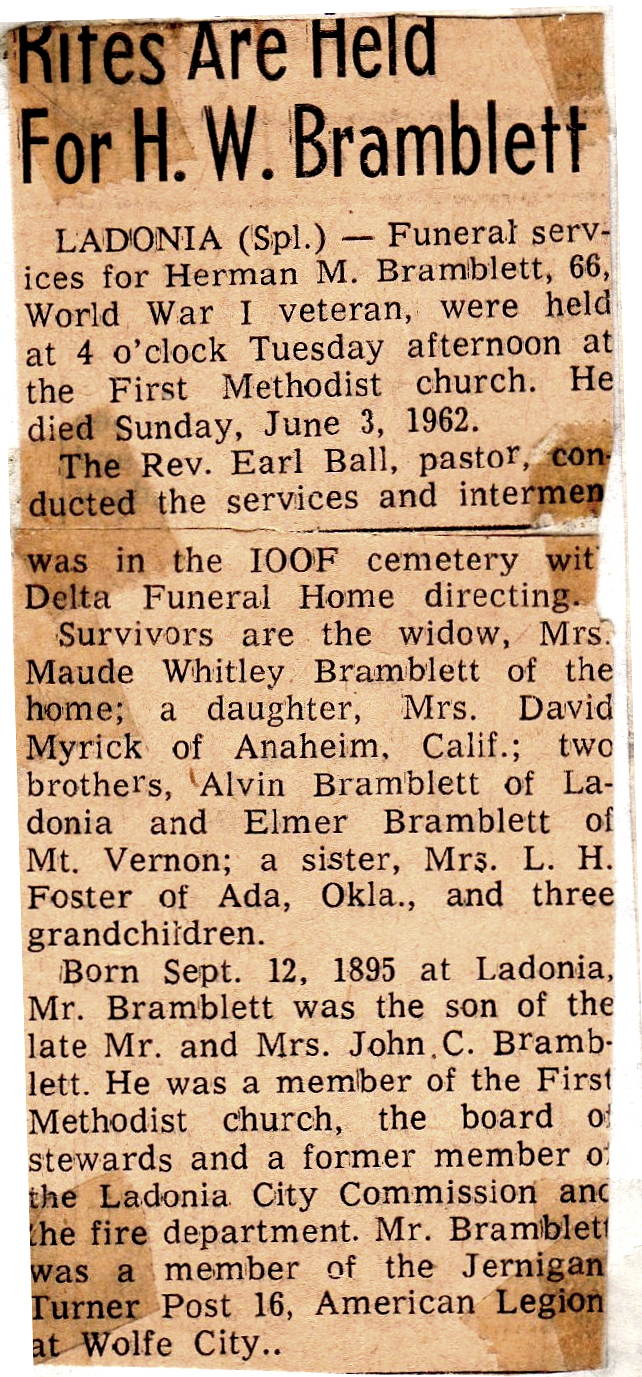 Rites Are Held
For H. W. Bramblett
LADONIA (Spl.) — Funeral serv-
ices for Herman M. Bramblett, 66,
World War I veteran, were held
at 4 o'clock Tuesday afternoon at
the First Methodist church. He
died Sunday, June 3, 1962.
The Rev. Earl Ball, pastor, con-
ducted the services and intermen
was in the IOOF cemetery wit
Delta Funeral Home directing.
Survivors are the widow, Mrs.
Maude Whitley Bramblett of the
home; a daughter, Mrs. David
Myrick of Anaheim, Calif.; two
brothers, Alvin Bramblett of La-
donia and Elmer Bramblett of
Mt. Vernon; a sister, Mrs. L. H.
Foster of Ada, Okla., and three
grandchildren.
Born Sept. 12, 1895 at Ladonia,
Mr. Bramblett was the son of the
late Mr. and Mrs. John C. Bramb-
lett. He was a member of the First
Methodist church, the board of
stewards and a former member of
the Ladonia City Commission and
the fire department. Mr. Bramblett
was a member of the Jernigan
Turner Post 16, American Legion
at Wolfe City..